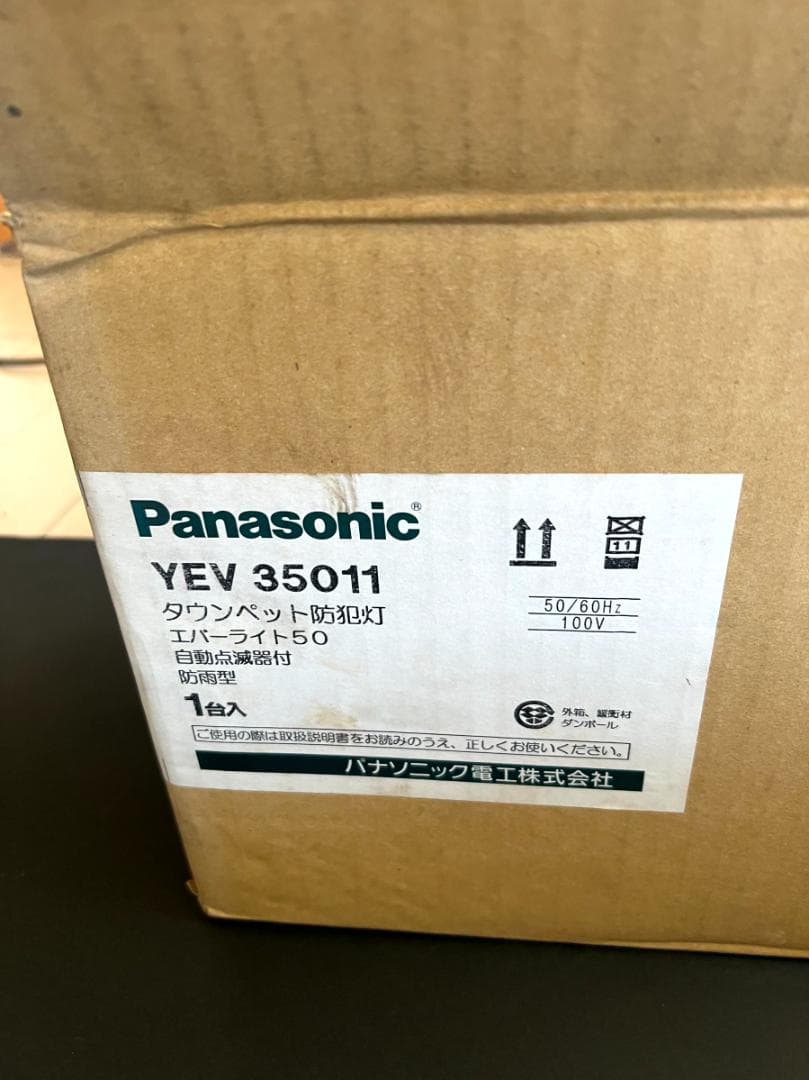 Panasonic®
YEV 35011
タウンペット防犯灯
エバーライト50
自動点滅器付
防雨型
1台入
11
50/60Hz
100V
外箱、緩衝材
ダンボール
ご使用の際は取扱説明書をお読みのうえ、正しくお使いください。
パナソニック電工株式会社